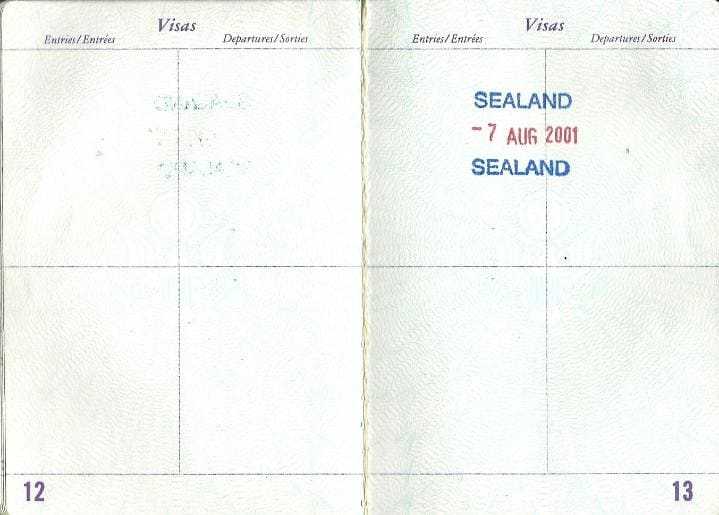 Visas
Entries/Entrées Departures/Sorties
12
Visas
Entries/Entrées Departures/Sorties
SEALAND
- 7 AUG 2001
SEALAND
13